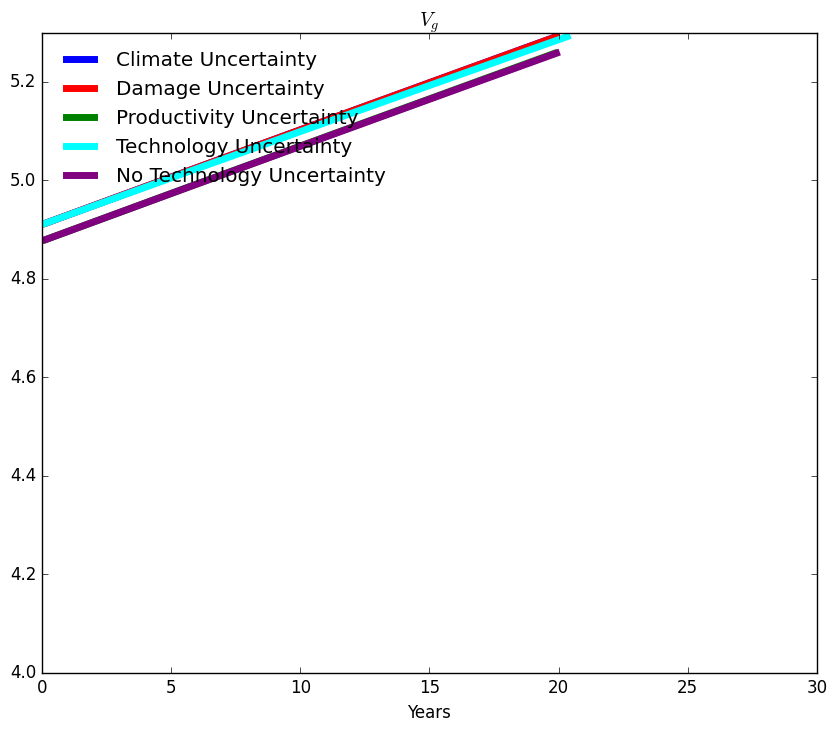 V_g
Climate Uncertainty
Damage Uncertainty
Productivity Uncertainty
Technology Uncertainty
No Technology Uncertainty
5.2
5.0
4.8
4.6
4.4
4.2
4.0
0 5 10 15 20 25 30
Years